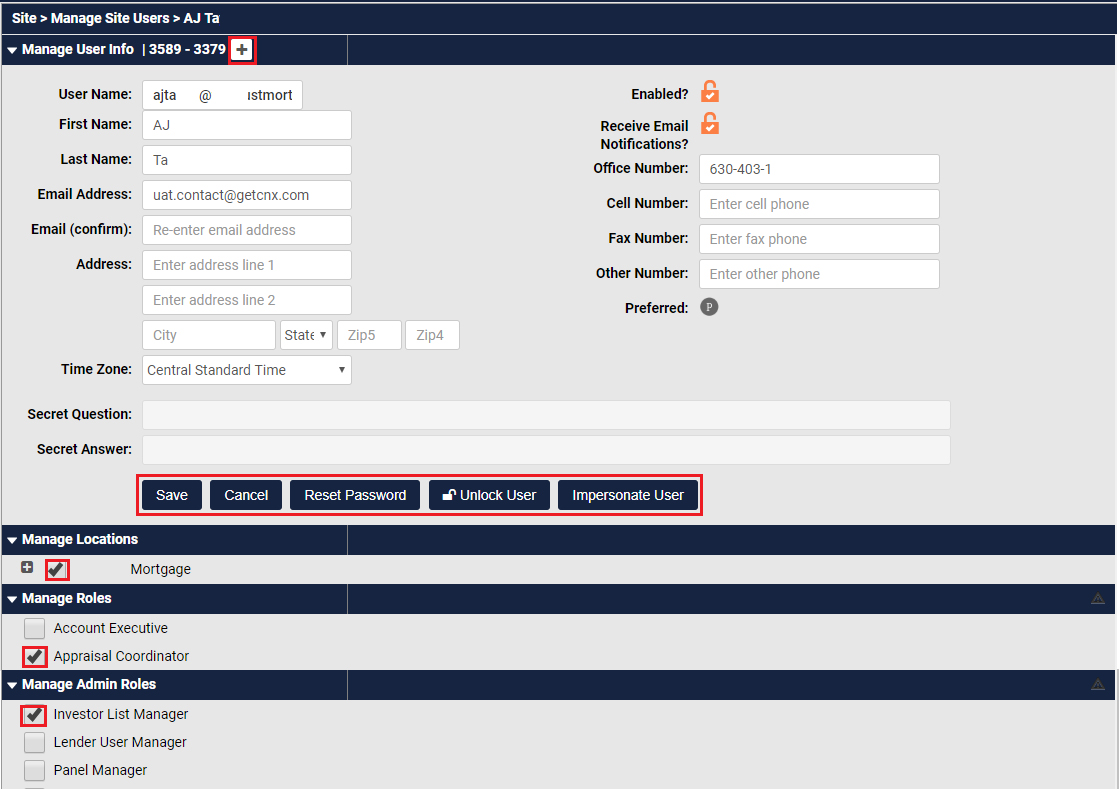 Site > Manage Site Users > AJ Ta
Manage User Info | 3589 - 3379 +
User Name: ajta @ ıstmort
First Name: AJ
Last Name: Ta
Email Address: uat.contact@getcnx.com
Email (confirm): Re-enter email address
Address: Enter address line 1
Enter address line 2
City State Zip5 Zip4
Time Zone: Central Standard Time
Enabled?
Receive Email
Notifications?
Office Number: 630-403-1
Cell Number: Enter cell phone
Fax Number: Enter fax phone
Other Number: Enter other phone
Preferred: P
Secret Question:
Secret Answer:
Save Cancel Reset Password Unlock User Impersonate User
Manage Locations
Mortgage
Manage Roles
Account Executive
Appraisal Coordinator
Manage Admin Roles
Investor List Manager
Lender User Manager
Panel Manager